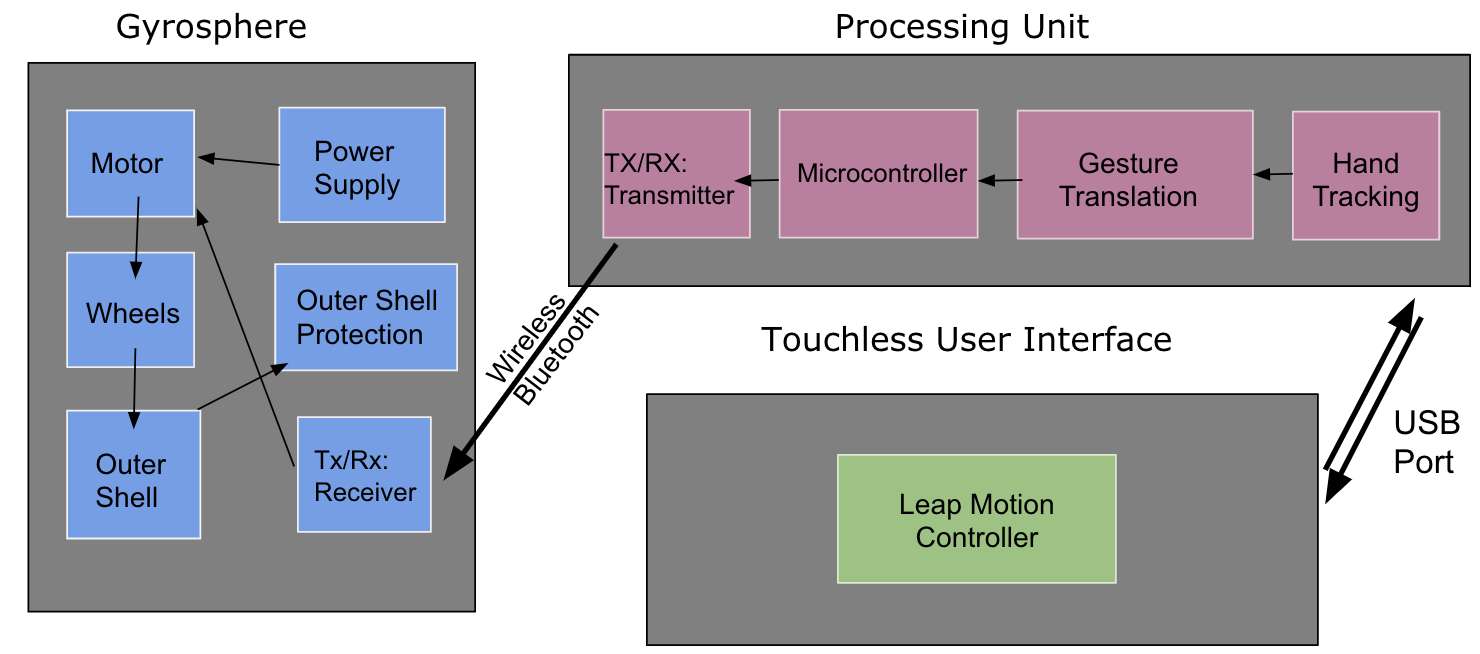 Gyrosphere
Motor
Power
Supply
Wheels
Outer Shell
Protection
Outer
Shell
Tx/Rx:
Receiver
Wireless
Bluetooth
Processing Unit
TX/RX:
Transmitter
Microcontroller
Gesture
Translation
Hand
Tracking
Touchless User Interface
Leap Motion
Controller
USB
Port